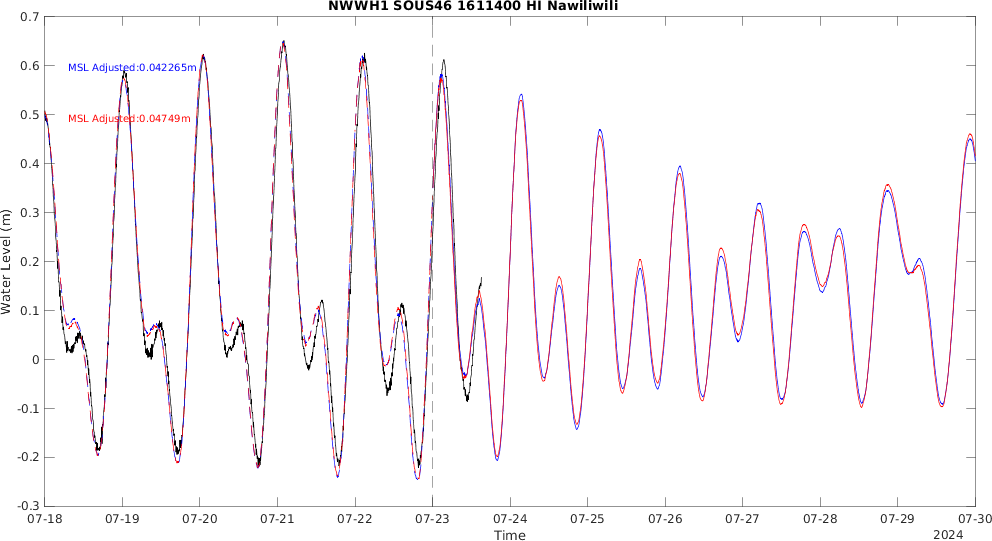 NWWH1 SOUS46 1611400 HI Nawiliwili
0.7
0.6
0.5
0.4
0.3
0.2
0.1
0
-0.1
-0.2
-0.3
Water Level (m)
MSL Adjusted:0.042265m
MSL Adjusted:0.04749m
07-18 07-19 07-20 07-21 07-22 07-23 07-24 07-25 07-26 07-27 07-28 07-29 07-30
Time
2024